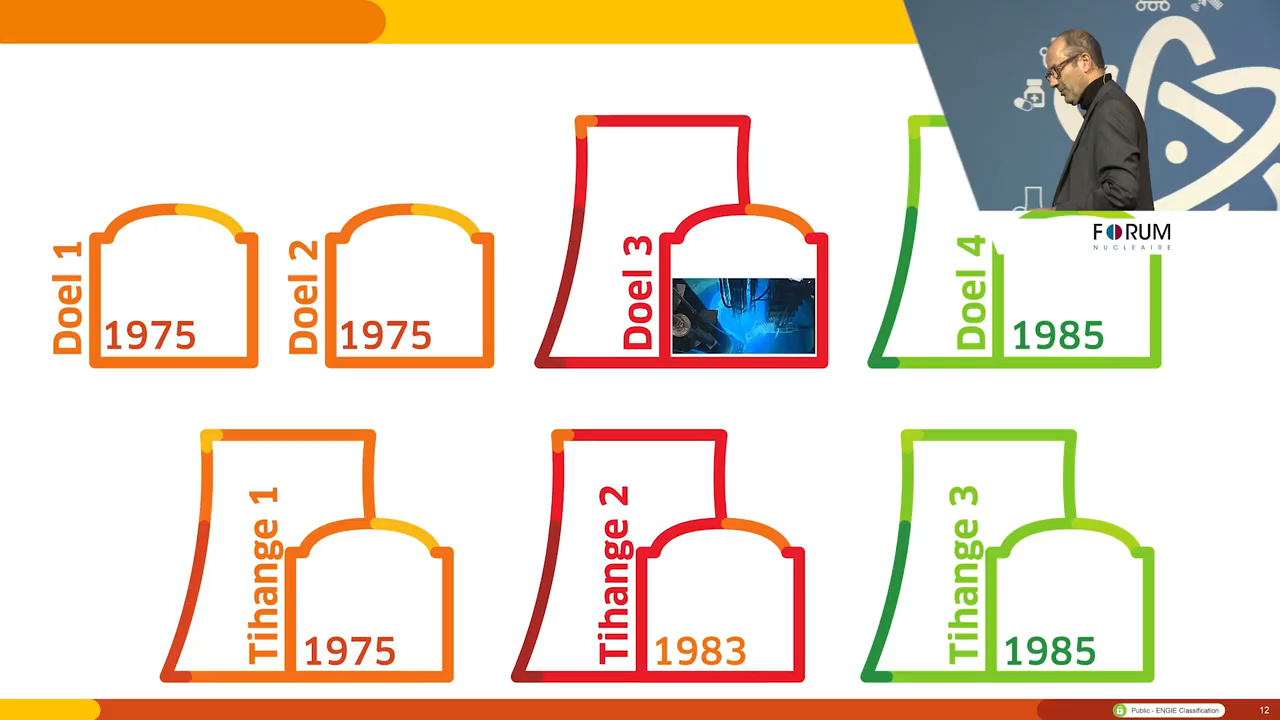 FORUM
NUCLEAIRE
Doel 1
1975
Doel 2
1975
Doel 3
Doel 4
1985
Tihange 1
1975
Tihange 2
1983
Tihange 3
1985
Public - ENGIE Classification
12